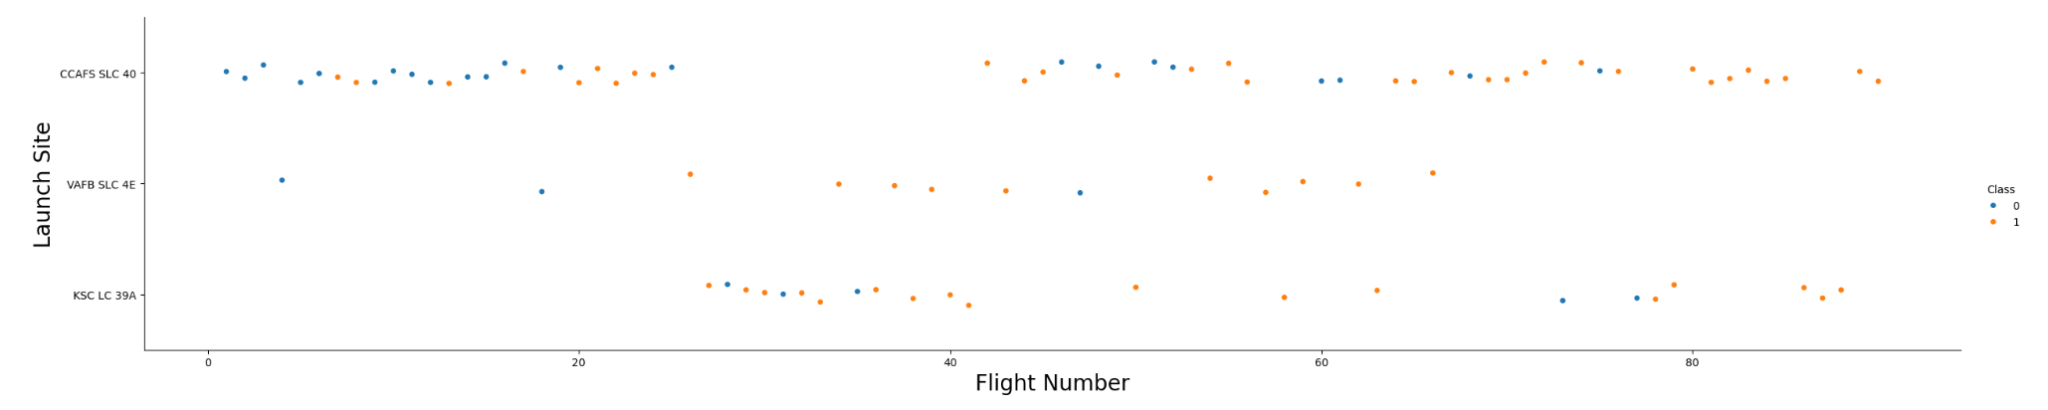 CCAFS SLC 40
VAFB SLC 4E
KSC LC 39A
Launch Site
0 20 40 60 80
Flight Number
Class
0
1